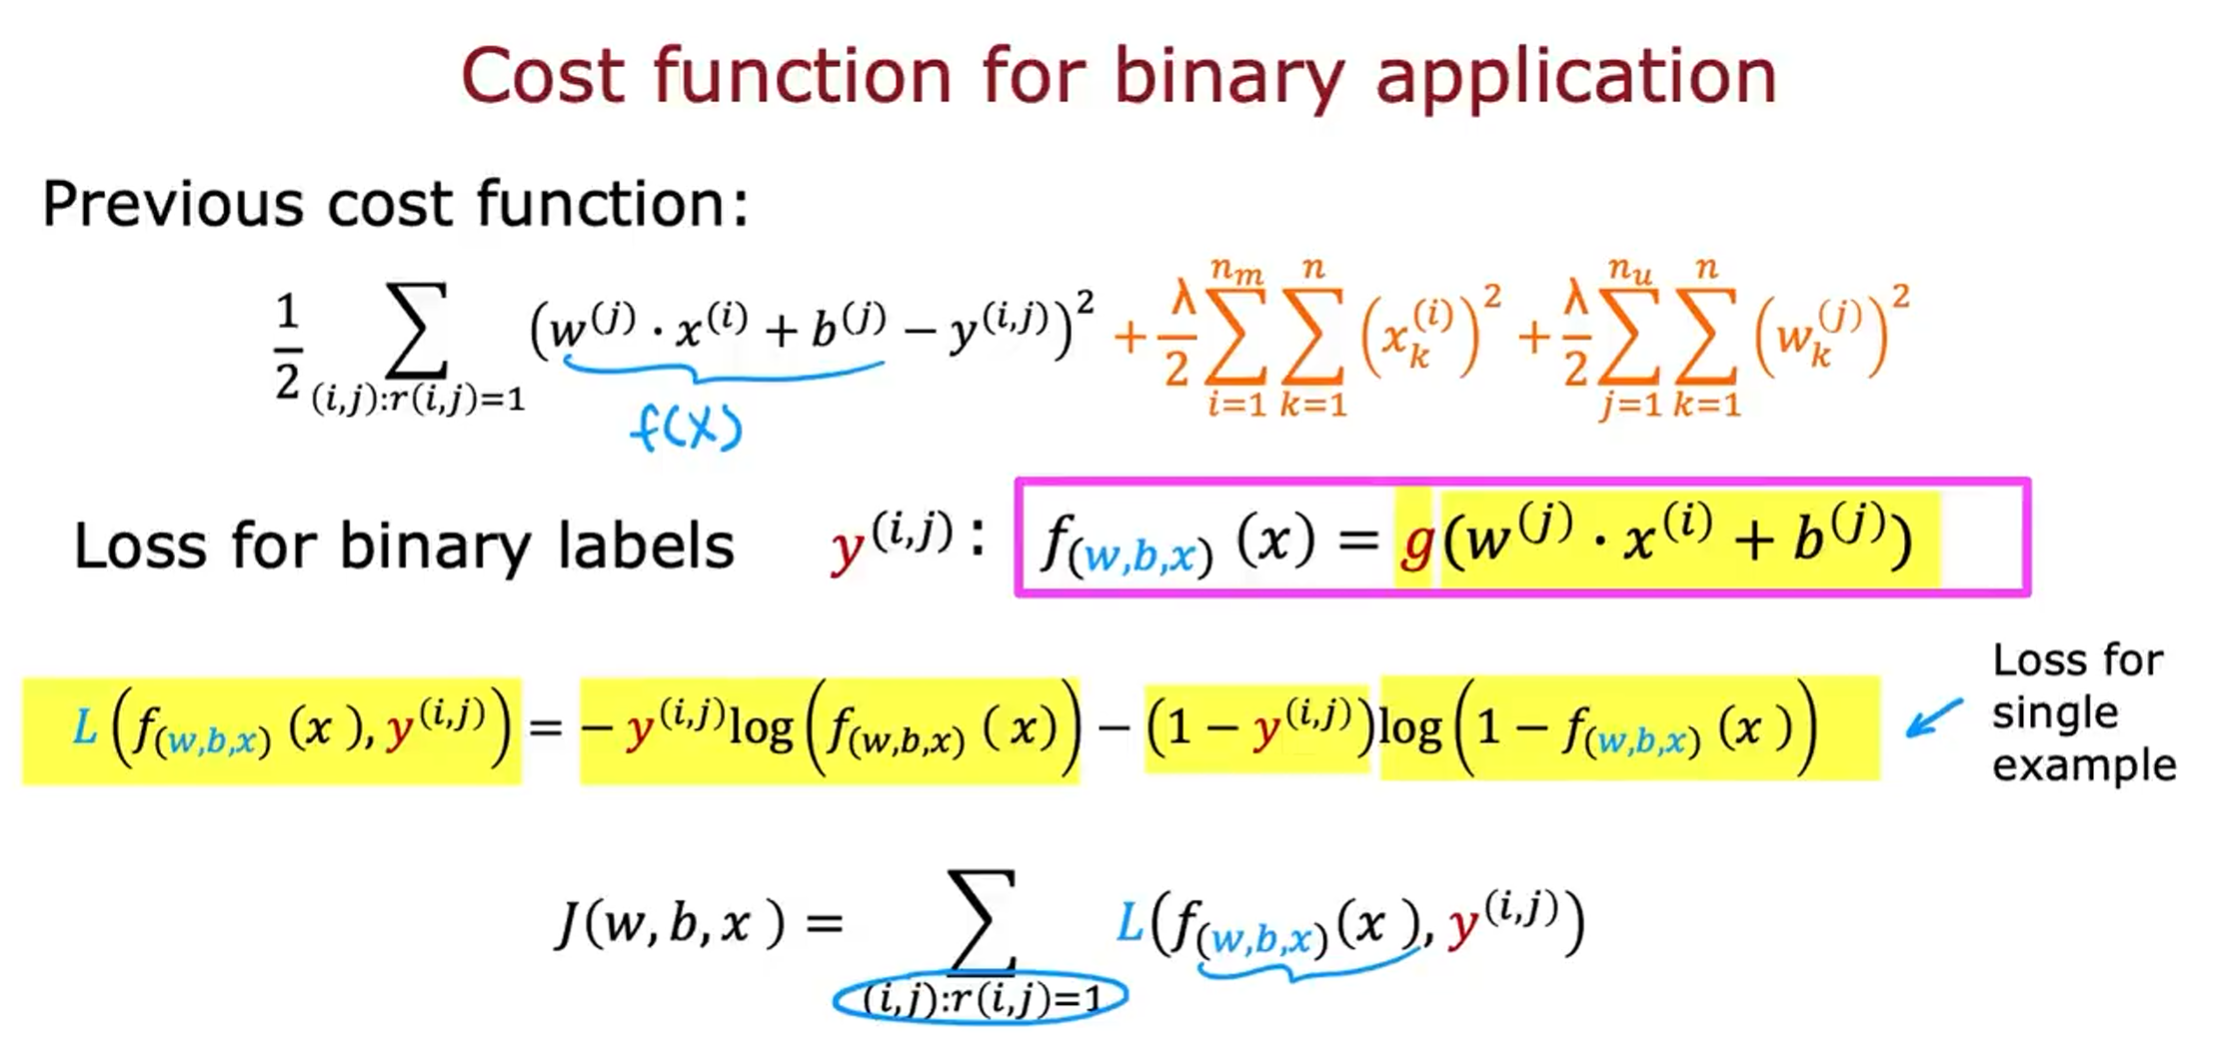 Cost function for binary application
Previous cost function:
$\frac{1}{2} \sum_{(i,j):r(i,j)=1} (w^{(j)} \cdot x^{(i)} + b^{(j)} - y^{(i,j)})^2 + \frac{\lambda}{2} \sum_{i=1}^{n_m} \sum_{k=1}^{n} (x_k^{(i)})^2 + \frac{\lambda}{2} \sum_{j=1}^{n_u} \sum_{k=1}^{n} (w_k^{(j)})^2$
f(x)
Loss for binary labels $y^{(i,j)}$ : $f_{(w,b,x)}(x) = g(w^{(j)} \cdot x^{(i)} + b^{(j)})$
$L(f_{(w,b,x)}(x), y^{(i,j)}) = -y^{(i,j)} \log(f_{(w,b,x)}(x)) - (1 - y^{(i,j)}) \log(1 - f_{(w,b,x)}(x))$
Loss for
single
example
$J(w, b, x) = \sum_{(i,j):r(i,j)=1} L(f_{(w,b,x)}(x), y^{(i,j)})$